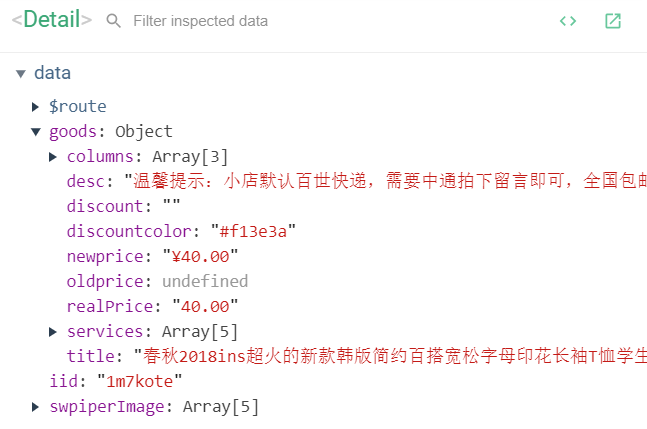 <Detail> Filter inspected data
data
$route
goods: Object
columns: Array[3]
desc: "温馨提示：小店默认百世快递，需要中通拍下留言即可，全国包邮
discount: ""
discountcolor: "#f13e3a"
newprice: "¥40.00"
oldprice: undefined
realPrice: "40.00"
services: Array[5]
title: "春秋2018ins超火的新款韩版简约百搭宽松字母印花长袖T恤学生
iid: "1m7kote"
swpiperImage: Array[5]